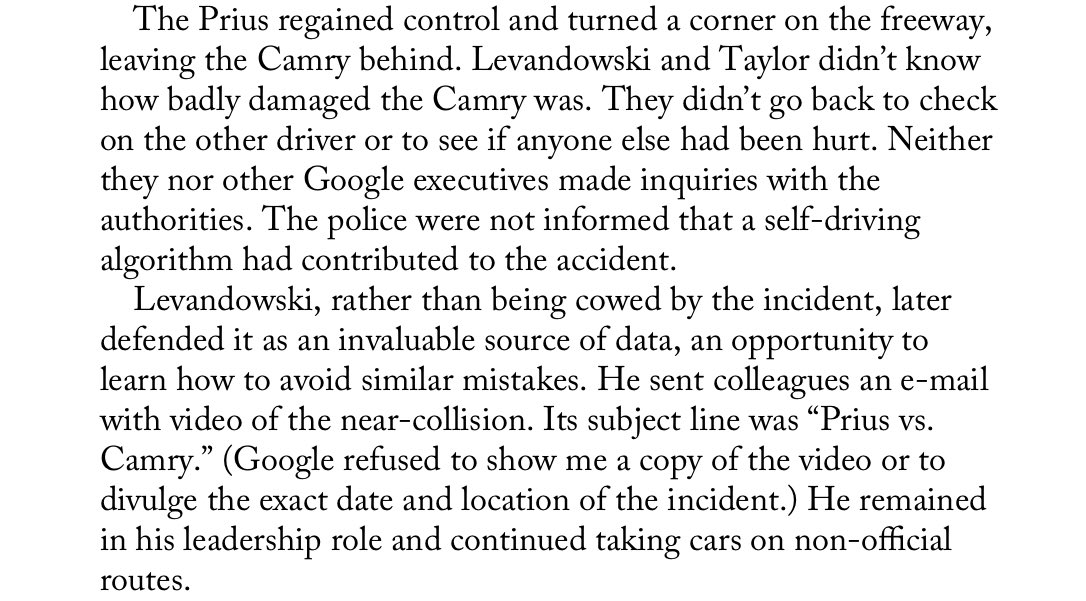 The Prius regained control and turned a corner on the freeway,
leaving the Camry behind. Levandowski and Taylor didn’t know
how badly damaged the Camry was. They didn’t go back to check
on the other driver or to see if anyone else had been hurt. Neither
they nor other Google executives made inquiries with the
authorities. The police were not informed that a self-driving
algorithm had contributed to the accident.
Levandowski, rather than being cowed by the incident, later
defended it as an invaluable source of data, an opportunity to
learn how to avoid similar mistakes. He sent colleagues an e-mail
with video of the near-collision. Its subject line was “Prius vs.
Camry.” (Google refused to show me a copy of the video or to
divulge the exact date and location of the incident.) He remained
in his leadership role and continued taking cars on non-official
routes.